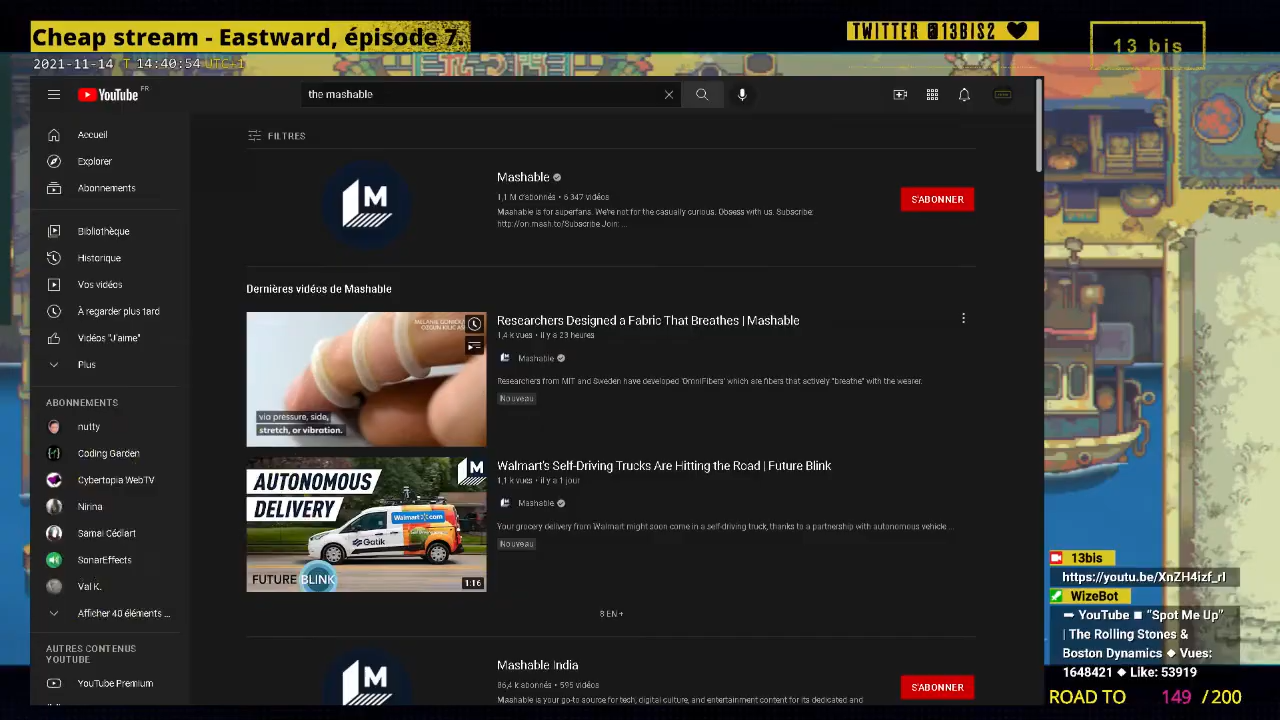 Cheap stream - Eastward, épisode 7,
TWITTER @13BIS2
13 bis
2021-11-14 T 14:40:54 UTC-1
YouTube FR
the mashable
Accueil
Explorer
Abonnements
Bibliothèque
Historique
Vos vidéos
À regarder plus tard
Vidéos "J'aime"
Plus
ABONNEMENTS
nutty
Coding Garden
Cybertopia WebTV
Nirina
Samai Cédlart
SonarEffects
Val K.
Afficher 40 éléments ...
AUTRES CONTENUS
YOUTUBE
YouTube Premium
FILTRES
M
Mashable
1,1 M d'abonnés • 6 347 vidéos
Mashable is for superfans. We're not for the casually curious. Obsess with us. Subscribe:
http://on.mash.to/Subscribe Join: ...
S'ABONNER
Dernières vidéos de Mashable
via pressure, side,
stretch, or vibration.
Researchers Designed a Fabric That Breathes | Mashable
1,4 k vues • il y a 23 heures
Mashable
Researchers from MIT and Sweden have developed 'OmniFibers' which are fibers that actively "breathe" with the wearer.
Nouveau
AUTONOMOUS
DELIVERY
M
Walmart.com
Gatik
FUTURE BLINK
1:16
Walmart's Self-Driving Trucks Are Hitting the Road | Future Blink
1,1 k vues • il y a 1 jour
Mashable
Your grocery delivery from Walmart might soon come in a self-driving truck, thanks to a partnership with autonomous vehicle ...
Nouveau
8 EN +
M
Mashable India
86,4 k abonnés • 595 vidéos
Mashable is your go-to source for tech, digital culture, and entertainment content for its dedicated and
S'ABONNER
13bis
https://youtu.be/XnZH4izf_rI
WizeBot
➡ YouTube ■ "Spot Me Up"
| The Rolling Stones &
Boston Dynamics ◆ Vues:
1648421 ◆ Like: 53919
ROAD TO 149 / 200